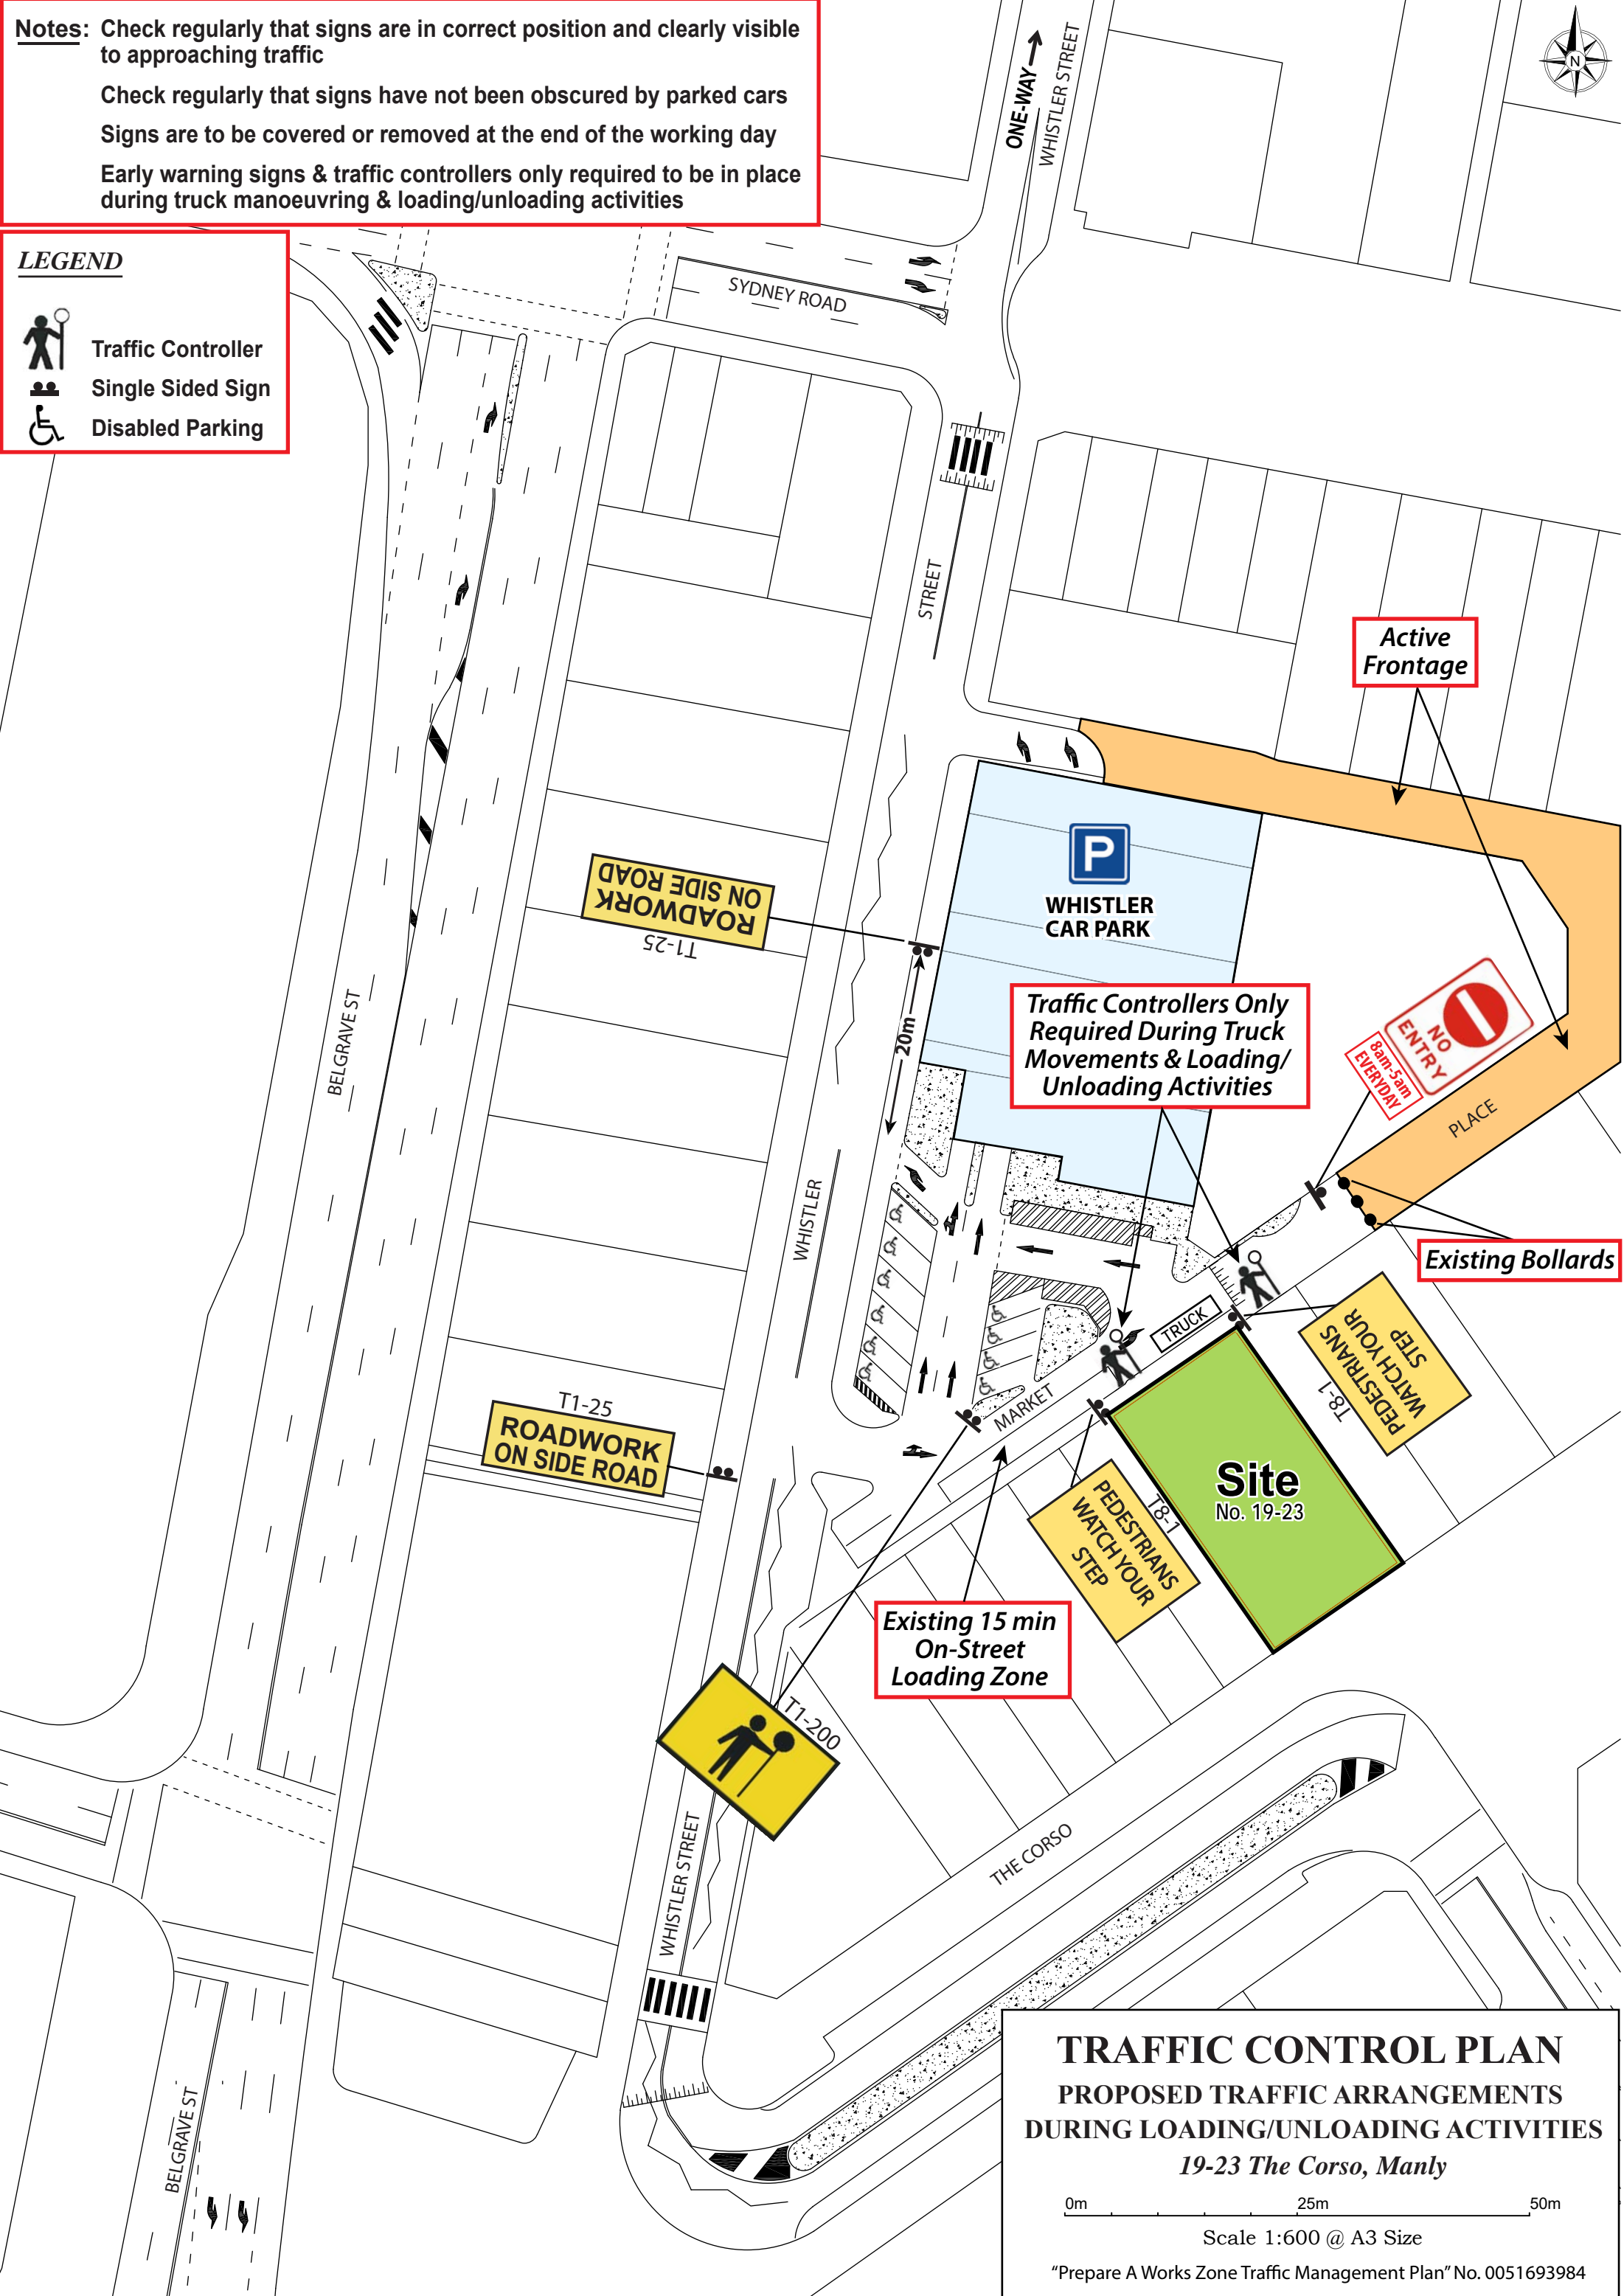 Notes: Check regularly that signs are in correct position and clearly visible
to approaching traffic
Check regularly that signs have not been obscured by parked cars
Signs are to be covered or removed at the end of the working day
Early warning signs & traffic controllers only required to be in place
during truck manoeuvring & loading/unloading activities
LEGEND
Traffic Controller
Single Sided Sign
Disabled Parking
N
ONE-WAY
WHISTLER STREET
SYDNEY ROAD
STREET
Active
Frontage
P
WHISTLER
CAR PARK
ROADWORK
ON SIDE ROAD
T1-25
20m
BELGRAVE ST
Traffic Controllers Only
Required During Truck
Movements & Loading/
Unloading Activities
NO
ENTRY
8am-5am
EVERYDAY
PLACE
WHISTLER
Existing Bollards
TRUCK
PEDESTRIANS
WATCH YOUR
STEP
T8-1
MARKET
T1-25
ROADWORK
ON SIDE ROAD
Site
No. 19-23
T8-1
PEDESTRIANS
WATCH YOUR
STEP
Existing 15 min
On-Street
Loading Zone
T1-200
WHISTLER STREET
THE CORSO
BELGRAVE ST
TRAFFIC CONTROL PLAN
PROPOSED TRAFFIC ARRANGEMENTS
DURING LOADING/UNLOADING ACTIVITIES
19-23 The Corso, Manly
0m 25m 50m
Scale 1:600 @ A3 Size
“Prepare A Works Zone Traffic Management Plan” No. 0051693984